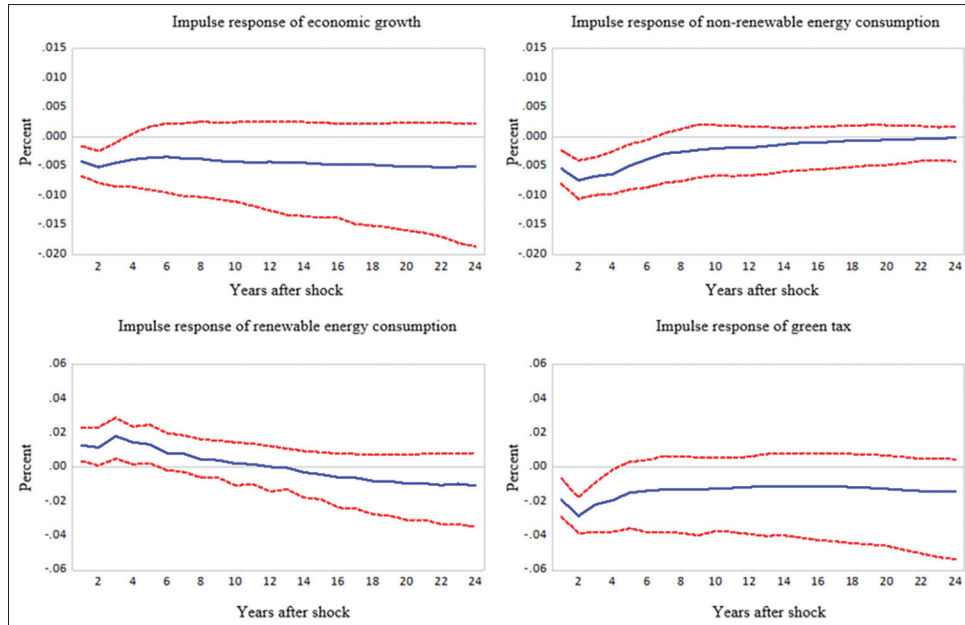 Impulse response of economic growth
.015
.010
.005
.000
-.005
-.010
-.015
-.020
Percent
2 4 6 8 10 12 14 16 18 20 22 24
Years after shock
Impulse response of non-renewable energy consumption
.015
.010
.005
.000
-.005
-.010
-.015
-.020
Percent
2 4 6 8 10 12 14 16 18 20 22 24
Years after shock
Impulse response of renewable energy consumption
.06
.04
.02
.00
-.02
-.04
-.06
Percent
2 4 6 8 10 12 14 16 18 20 22 24
Years after shock
Impulse response of green tax
.06
.04
.02
.00
-.02
-.04
-.06
Percent
2 4 6 8 10 12 14 16 18 20 22 24
Years after shock